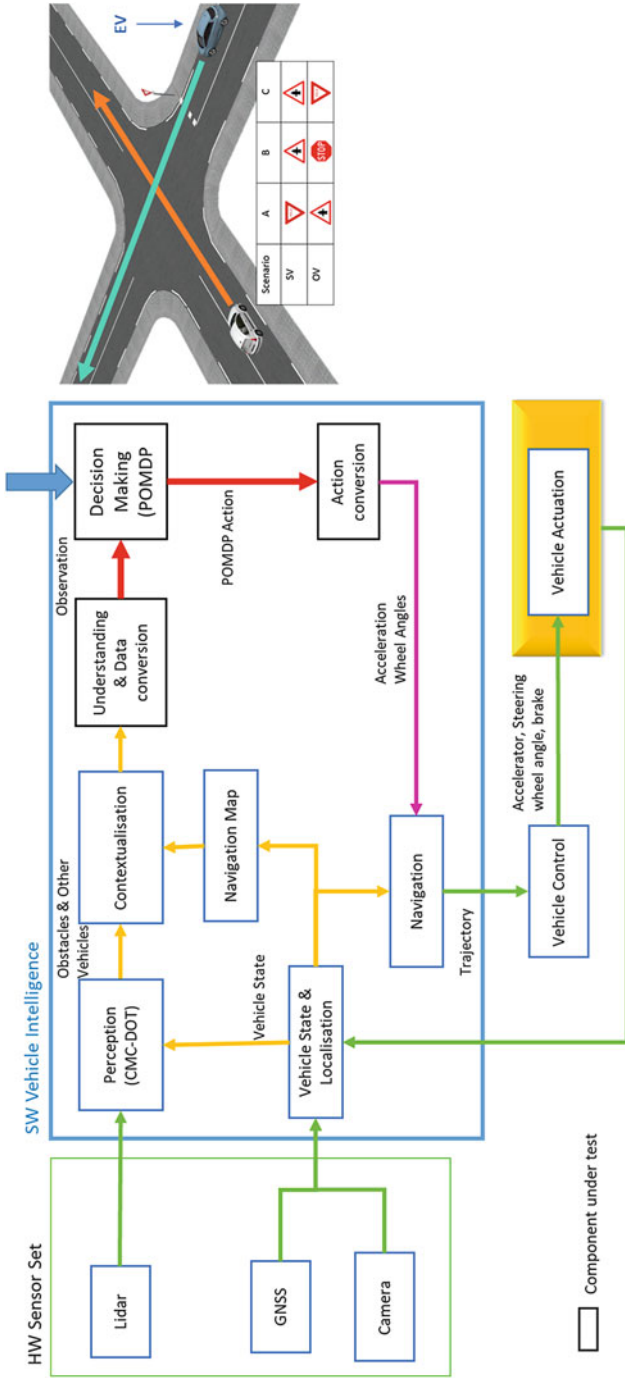 SW Vehicle Intelligence
HW Sensor Set
Lidar
GNSS
Camera
Perception
(CMC-DOT)
Obstacles & Other
Vehicles
Vehicle State
Vehicle State &
Localisation
Contextualisation
Navigation Map
Navigation
Understanding
& Data
conversion
Observation
Decision
Making
(POMDP)
POMDP Action
Action
conversion
Acceleration
Wheel Angles
Trajectory
Vehicle Control
Accelerator, Steering
wheel angle, brake
Vehicle Actuation
Component under test
EV
Scenario A B C
SV
OV STOP